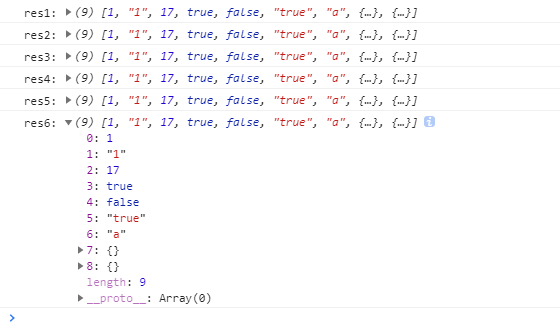 res1: (9) [1, "1", 17, true, false, "true", "a", {…}, {…}]
res2: (9) [1, "1", 17, true, false, "true", "a", {…}, {…}]
res3: (9) [1, "1", 17, true, false, "true", "a", {…}, {…}]
res4: (9) [1, "1", 17, true, false, "true", "a", {…}, {…}]
res5: (9) [1, "1", 17, true, false, "true", "a", {…}, {…}]
res6: (9) [1, "1", 17, true, false, "true", "a", {…}, {…}] i
0: 1
1: "1"
2: 17
3: true
4: false
5: "true"
6: "a"
7: {}
8: {}
length: 9
__proto__: Array(0)